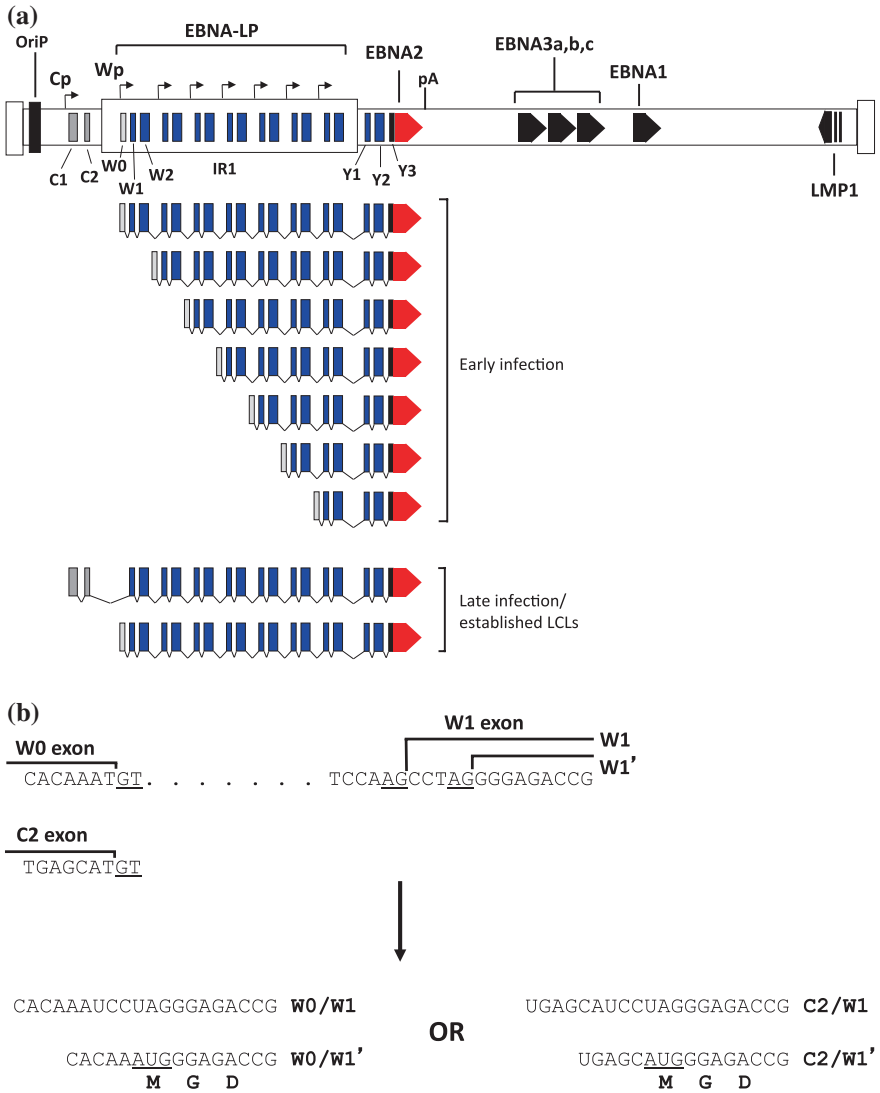 (a)
EBNA-LP
OriP
Cp
Wp
EBNA2
pA
EBNA3a,b,c
EBNA1
C1
C2
W0
W1
W2
IR1
Y1
Y2
Y3
LMP1
Early infection
Late infection/
established LCLs
(b)
W1 exon
W0 exon
W1
W1’
CACAAATGT. . . . . . . TCCAAGCCTAGGGGAGACCG
C2 exon
TGAGCATGT
CACAAAUCCUAGGGAGACCG W0/W1
UGAGCAUCCUAGGGAGACCG C2/W1
OR
CACAAAUGGGAGACCG W0/W1’
M G D
UGAGCAUGGGAGACCG C2/W1’
M G D